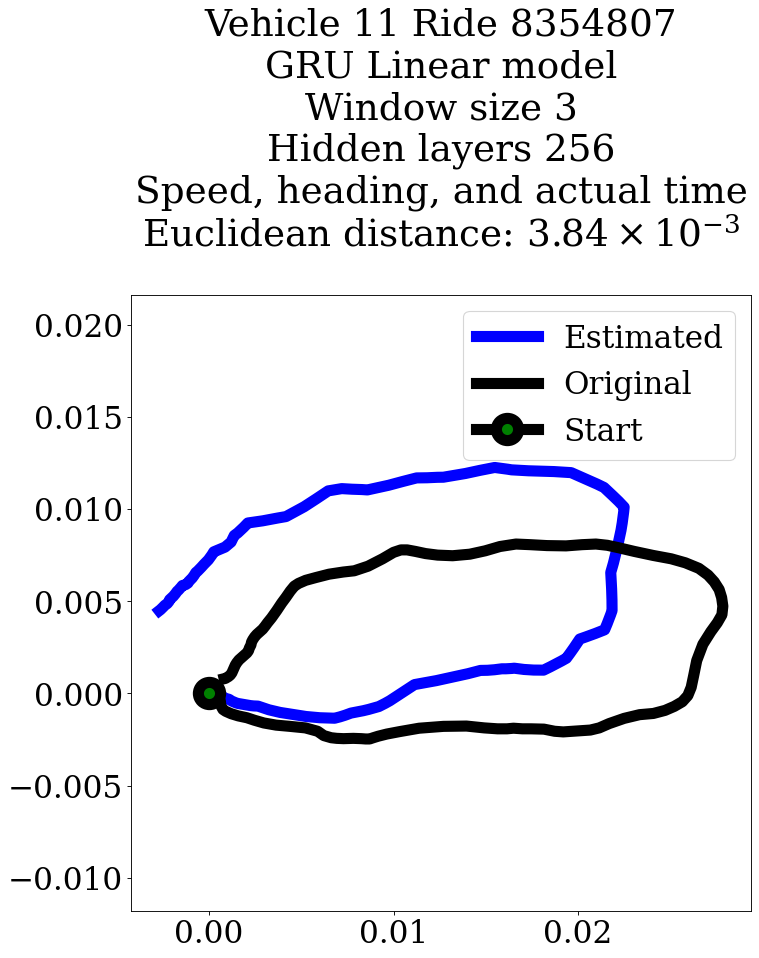 Vehicle 11 Ride 8354807
GRU Linear model
Window size 3
Hidden layers 256
Speed, heading, and actual time
Euclidean distance: 3.84 × 10⁻³
Estimated
Original
Start
0.020
0.015
0.010
0.005
0.000
−0.005
−0.010
0.00 0.01 0.02